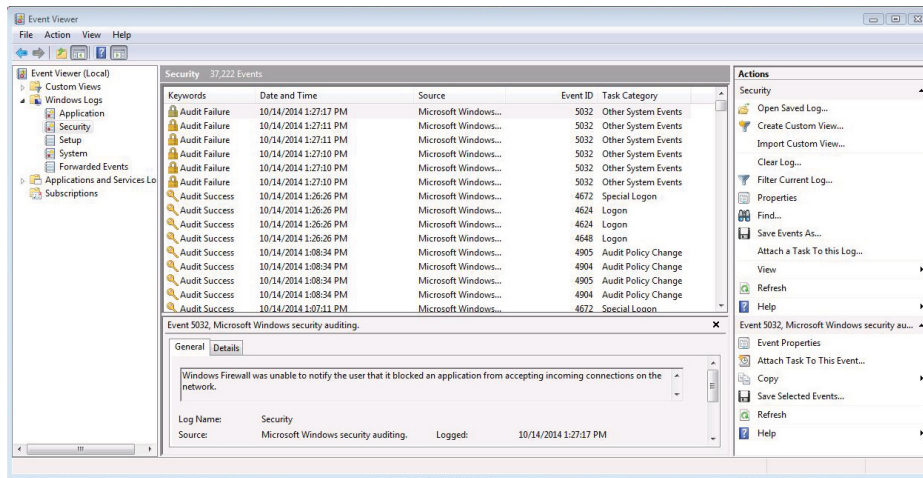 Event Viewer
File Action View Help
Event Viewer (Local)
Custom Views
Windows Logs
Application
Security
Setup
System
Forwarded Events
Applications and Services Lo
Subscriptions
Security 37,222 Events
Keywords Date and Time Source Event ID Task Category
Audit Failure 10/14/2014 1:27:17 PM Microsoft Windows... 5032 Other System Events
Audit Failure 10/14/2014 1:27:11 PM Microsoft Windows... 5032 Other System Events
Audit Failure 10/14/2014 1:27:11 PM Microsoft Windows... 5032 Other System Events
Audit Failure 10/14/2014 1:27:10 PM Microsoft Windows... 5032 Other System Events
Audit Failure 10/14/2014 1:27:10 PM Microsoft Windows... 5032 Other System Events
Audit Failure 10/14/2014 1:27:10 PM Microsoft Windows... 5032 Other System Events
Audit Success 10/14/2014 1:26:26 PM Microsoft Windows... 4672 Special Logon
Audit Success 10/14/2014 1:26:26 PM Microsoft Windows... 4624 Logon
Audit Success 10/14/2014 1:26:26 PM Microsoft Windows... 4624 Logon
Audit Success 10/14/2014 1:26:26 PM Microsoft Windows... 4648 Logon
Audit Success 10/14/2014 1:08:34 PM Microsoft Windows... 4905 Audit Policy Change
Audit Success 10/14/2014 1:08:34 PM Microsoft Windows... 4904 Audit Policy Change
Audit Success 10/14/2014 1:08:34 PM Microsoft Windows... 4905 Audit Policy Change
Audit Success 10/14/2014 1:08:34 PM Microsoft Windows... 4904 Audit Policy Change
Audit Success 10/14/2014 1:07:11 PM Microsoft Windows... 4672 Special Logon
Event 5032, Microsoft Windows security auditing.
General Details
Windows Firewall was unable to notify the user that it blocked an application from accepting incoming connections on the
network.
Log Name: Security
Source: Microsoft Windows security auditing. Logged: 10/14/2014 1:27:17 PM
Actions
Security
Open Saved Log...
Create Custom View...
Import Custom View...
Clear Log...
Filter Current Log...
Properties
Find...
Save Events As...
Attach a Task To this Log...
View
Refresh
Help
Event 5032, Microsoft Windows security au...
Event Properties
Attach Task To This Event...
Copy
Save Selected Events...
Refresh
Help